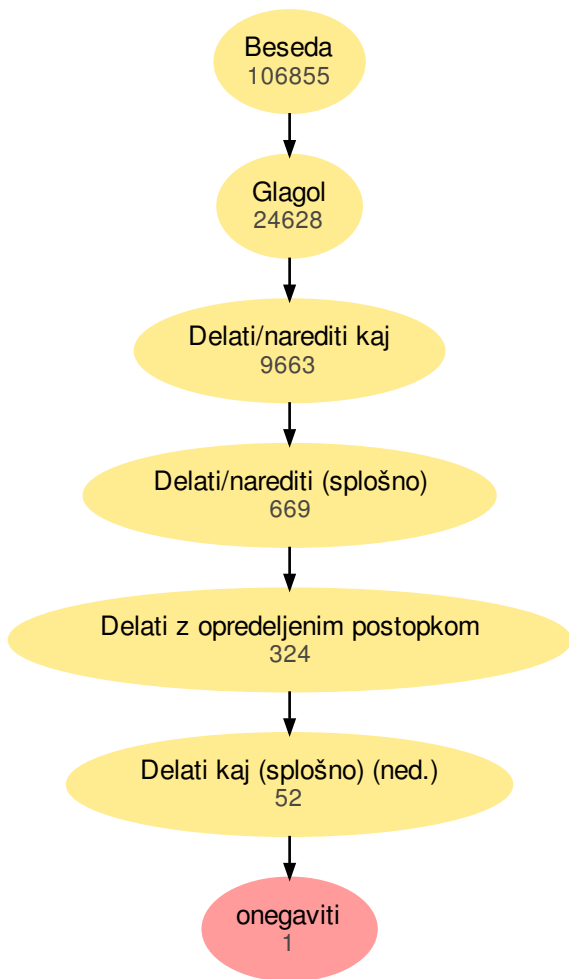 Beseda
106855
Glagol
24628
Delati/narediti kaj
9663
Delati/narediti (splošno)
669
Delati z opredeljenim postopkom
324
Delati kaj (splošno) (ned.)
52
onegaviti
1